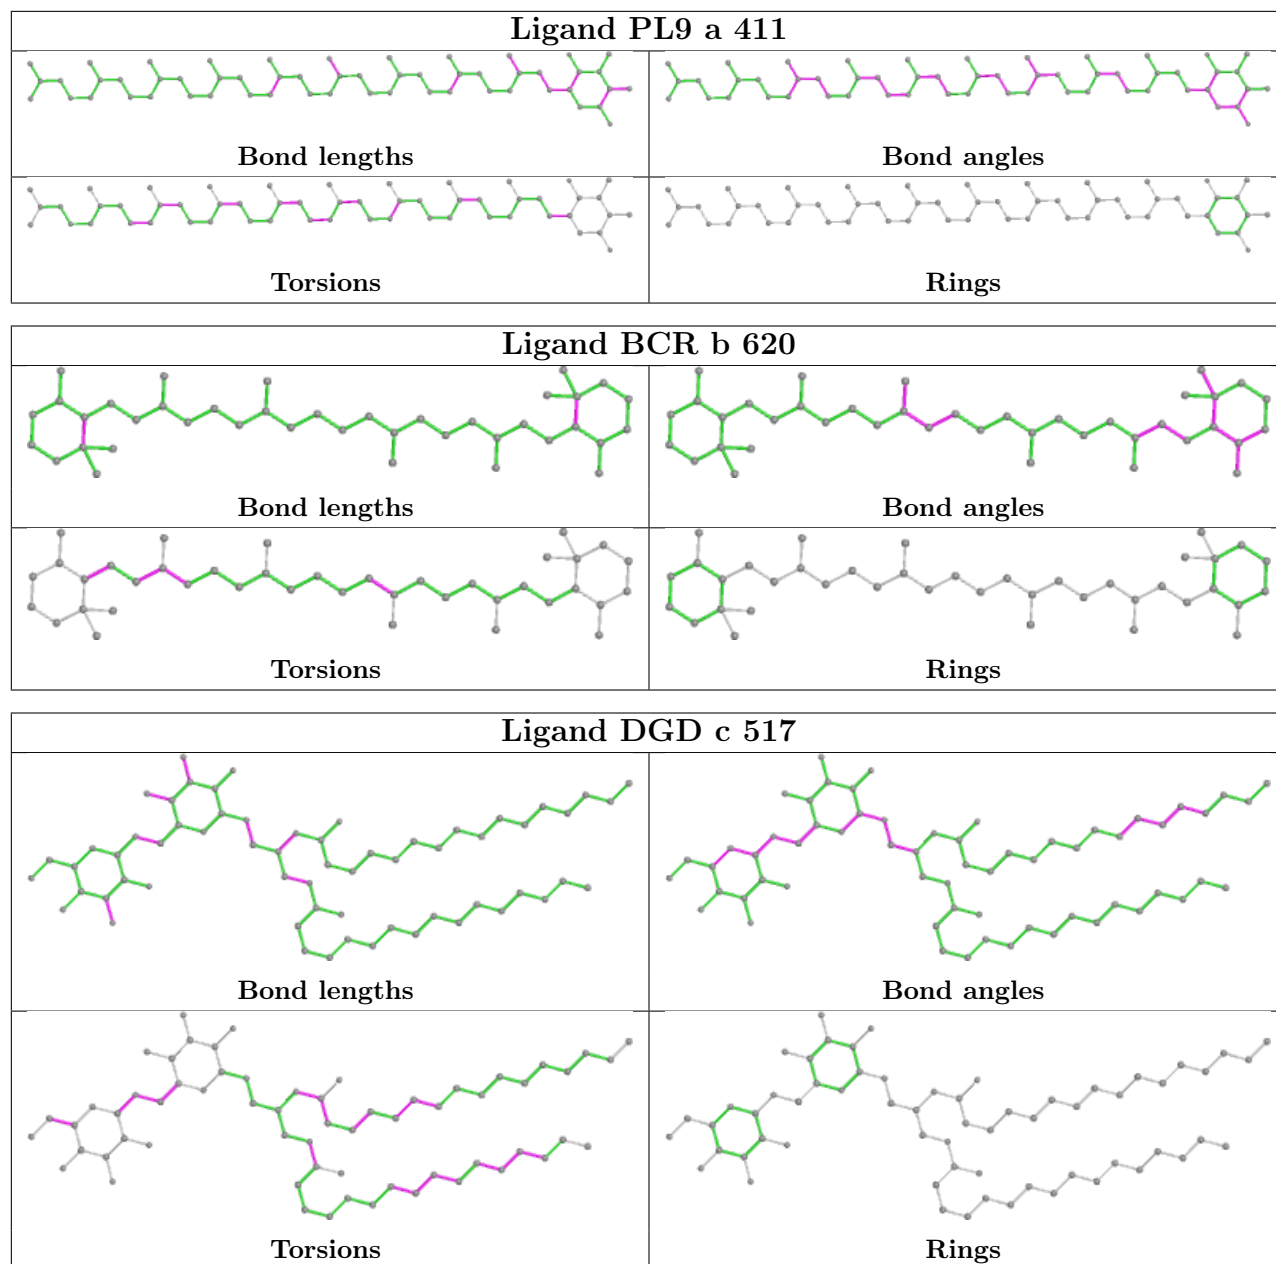 Ligand PL9 a 411
Bond lengths
Bond angles
Torsions
Rings
Ligand BCR b 620
Bond lengths
Bond angles
Torsions
Rings
Ligand DGD c 517
Bond lengths
Bond angles
Torsions
Rings